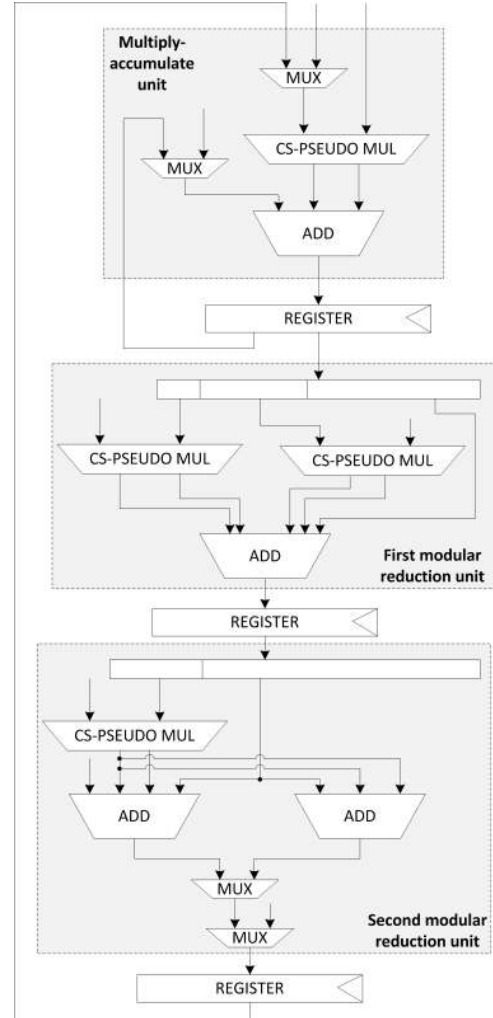 Multiply-
accumulate
unit
MUX
CS-PSEUDO MUL
MUX
ADD
REGISTER
CS-PSEUDO MUL
CS-PSEUDO MUL
ADD
First modular
reduction unit
REGISTER
CS-PSEUDO MUL
ADD
ADD
MUX
MUX
Second modular
reduction unit
REGISTER